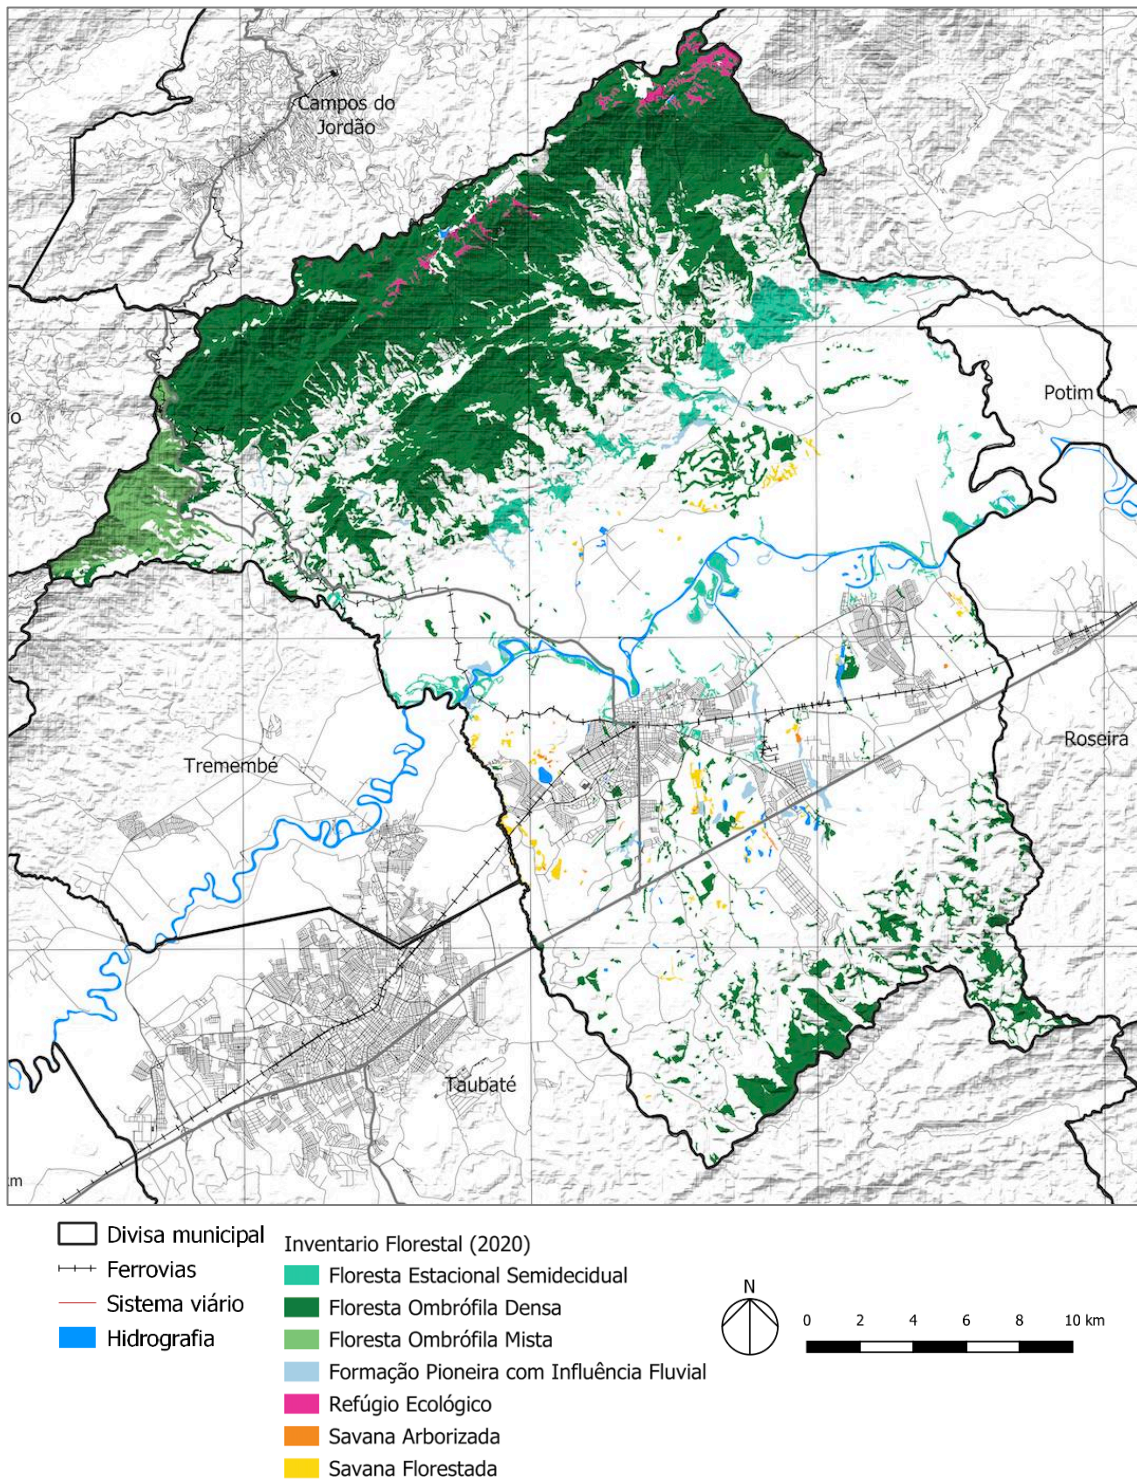 Campos do
Jordão
Potim
o
Tremembé
Roseira
Taubaté
m
Divisa municipal
Ferrovias
Sistema viário
Hidrografia
Inventario Florestal (2020)
Floresta Estacional Semidecidual
Floresta Ombrófila Densa
Floresta Ombrófila Mista
Formação Pioneira com Influência Fluvial
Refúgio Ecológico
Savana Arborizada
Savana Florestada
N
0 2 4 6 8 10 km